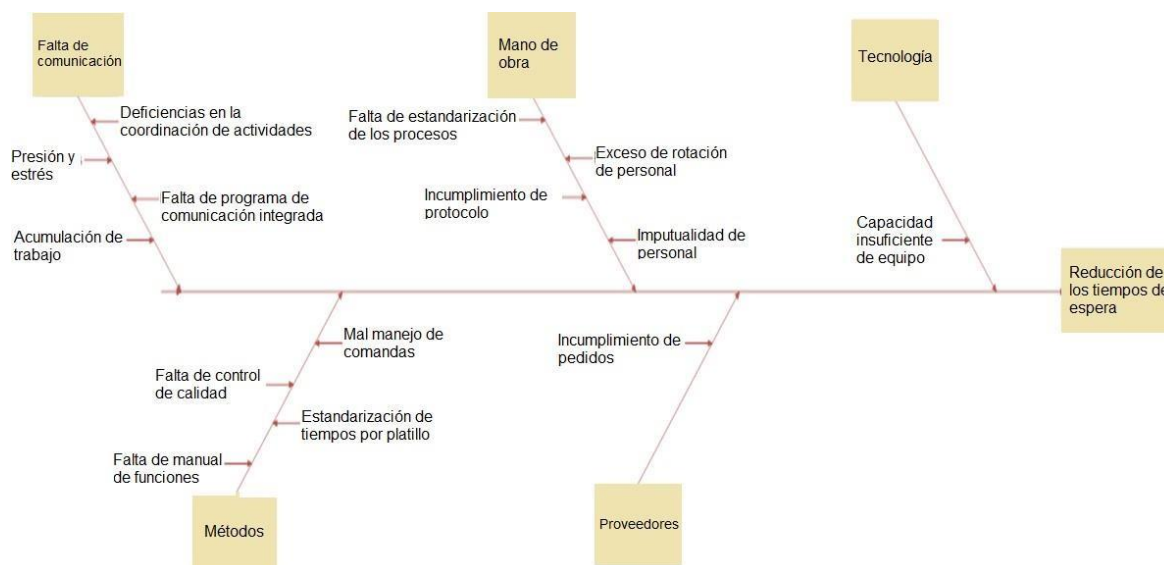 Falta de
comunicación
Mano de
obra
Tecnología
Deficiencias en la
coordinación de actividades
Presión y
estrés
Falta de programa de
comunicación integrada
Acumulación de
trabajo
Falta de estandarización
de los procesos
Exceso de rotación
de personal
Incumplimiento de
protocolo
Imputualidad de
personal
Capacidad
insuficiente
de equipo
Reducción de
los tiempos de
espera
Mal manejo de
comandas
Falta de control
de calidad
Estandarización de
tiempos por platillo
Falta de manual
de funciones
Métodos
Incumplimiento de
pedidos
Proveedores